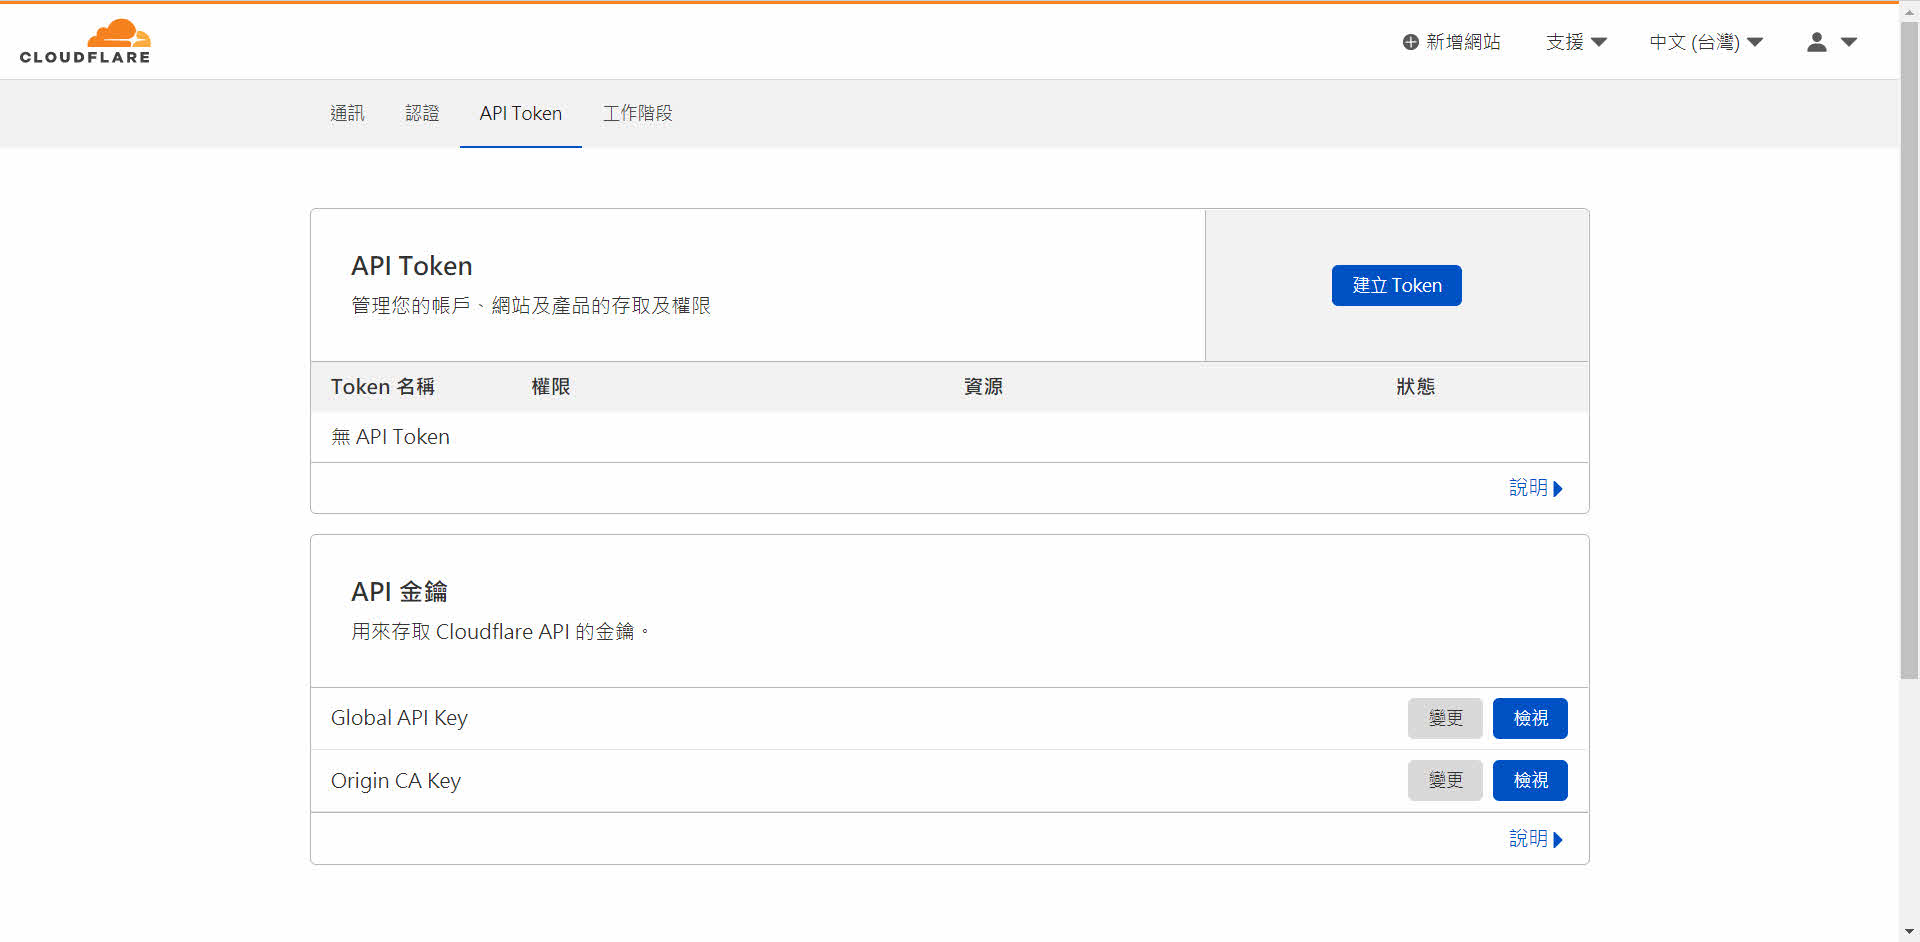 CLOUDFLARE
新增網站
支援
中文 (台灣)
通訊
認證
API Token
工作階段
API Token
管理您的帳戶、網站及產品的存取及權限
建立 Token
Token 名稱 權限 資源 狀態
無 API Token
說明
API 金鑰
用來存取 Cloudflare API 的金鑰。
Global API Key 變更 檢視
Origin CA Key 變更 檢視
說明